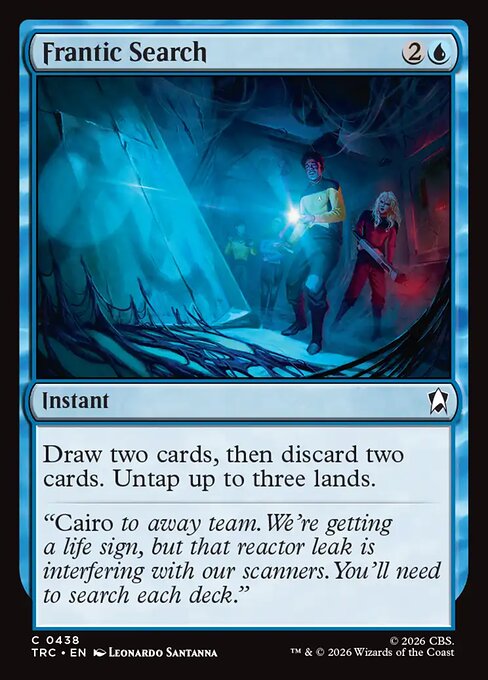 Frantic Search 2
Instant
Draw two cards, then discard two
cards. Untap up to three lands.
“Cairo to away team. We’re getting
a life sign, but that reactor leak is
interfering with our scanners. You’ll need
to search each deck.”
C 0438 © 2026 CBS.
TRC • EN Leonardo Santanna ™ & © 2026 Wizards of the Coast